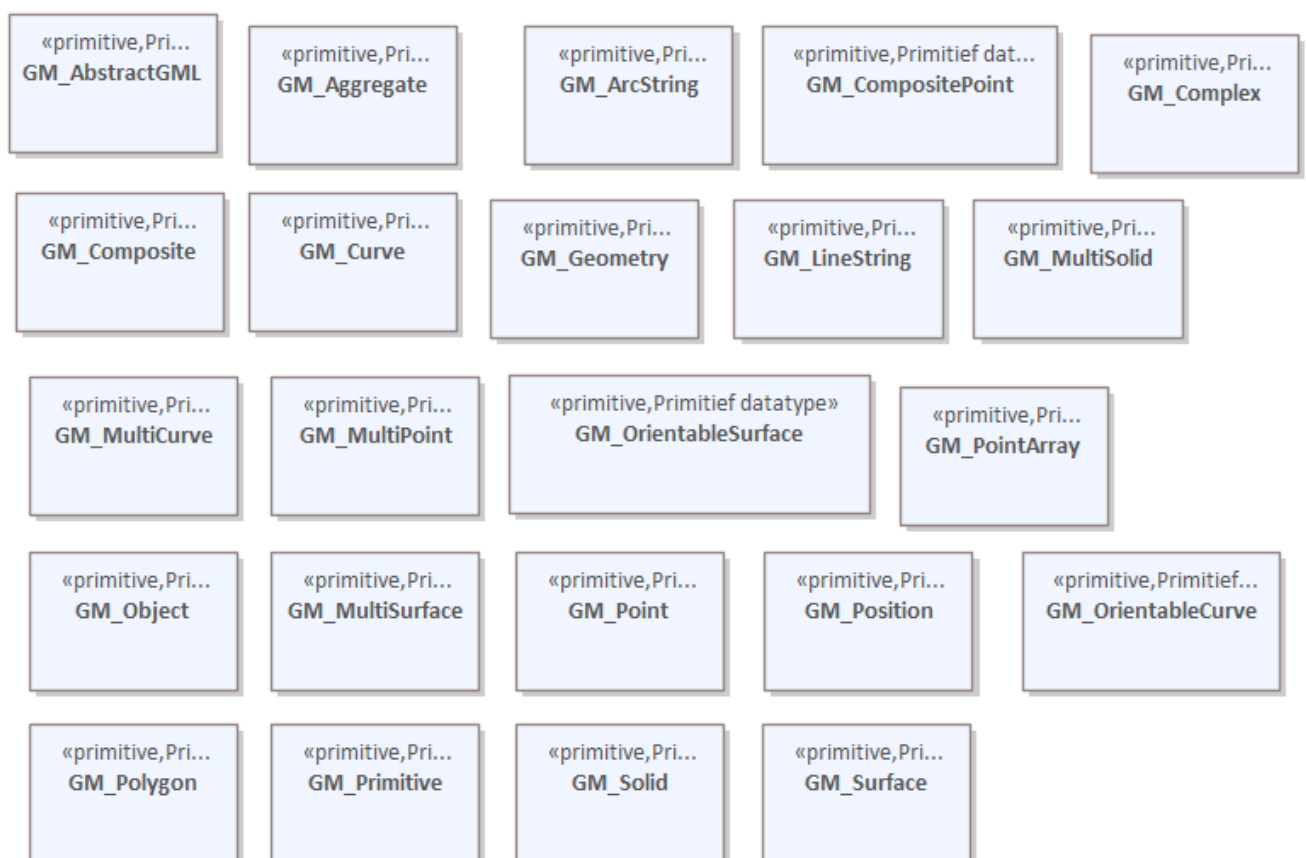 «primitive,Pri...
GM_AbstractGML
«primitive,Pri...
GM_Aggregate
«primitive,Pri...
GM_ArcString
«primitive,Primitief dat...
GM_CompositePoint
«primitive,Pri...
GM_Complex
«primitive,Pri...
GM_Composite
«primitive,Pri...
GM_Curve
«primitive,Pri...
GM_Geometry
«primitive,Pri...
GM_LineString
«primitive,Pri...
GM_MultiSolid
«primitive,Pri...
GM_MultiCurve
«primitive,Pri...
GM_MultiPoint
«primitive,Primitief datatype»
GM_OrientableSurface
«primitive,Pri...
GM_PointArray
«primitive,Pri...
GM_Object
«primitive,Pri...
GM_MultiSurface
«primitive,Pri...
GM_Point
«primitive,Pri...
GM_Position
«primitive,Primitief...
GM_OrientableCurve
«primitive,Pri...
GM_Polygon
«primitive,Pri...
GM_Primitive
«primitive,Pri...
GM_Solid
«primitive,Pri...
GM_Surface